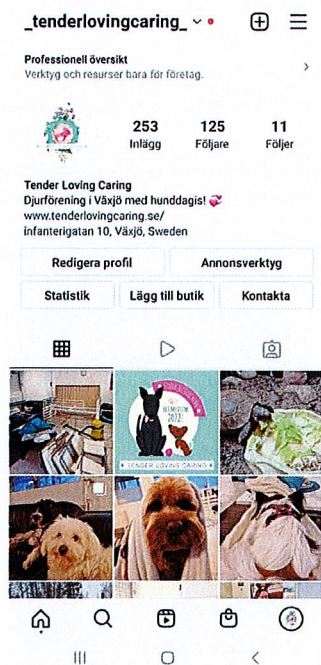 _tenderlovingcaring_
Professionell översikt
Verktyg och resurser bara för företag.
253 125 11
Inlägg Följare Följer
Tender Loving Caring
Djurförening i Växjö med hunddagis! 💞
www.tenderlovingcaring.se/
infanterigatan 10, Växjö, Sweden
Redigera profil Annonsverktyg
Statistik Lägg till butik Kontakta
2022!
TENDER LOVING CARING